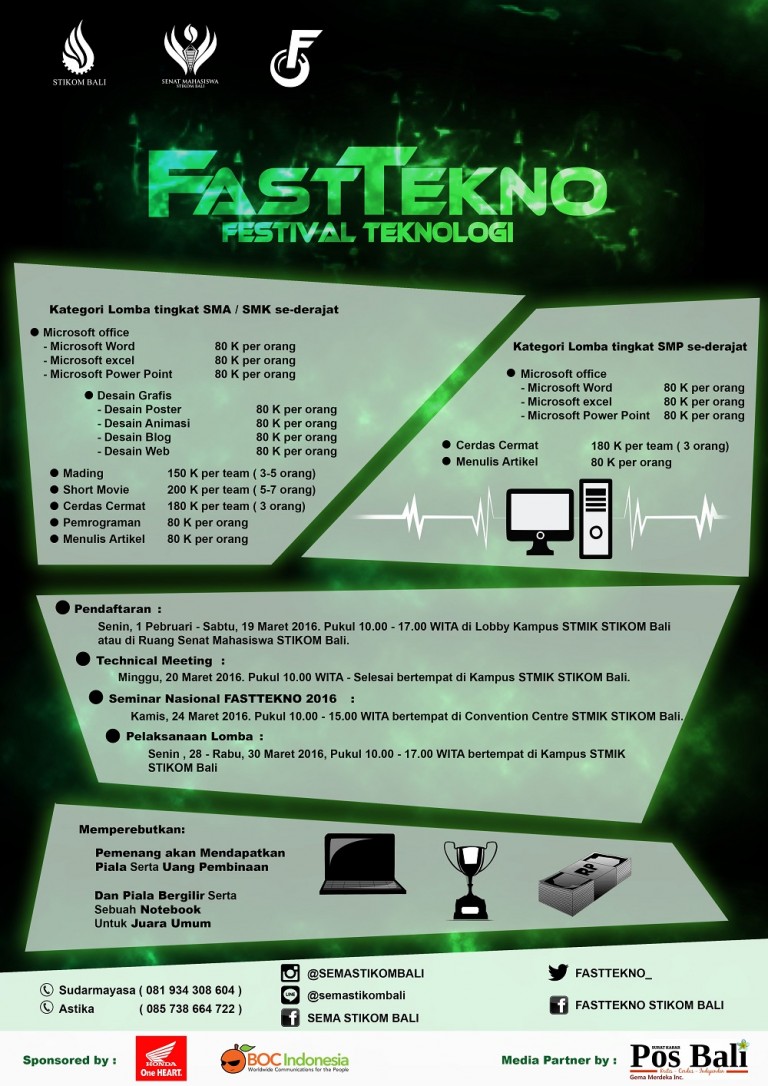 STIKOM BALI
SENAT MAHASISWA
STIKOM BALI
F
FASTTEKNO
FESTIVAL TEKNOLOGI
Kategori Lomba tingkat SMA / SMK se-derajat
Microsoft office
- Microsoft Word 80 K per orang
- Microsoft excel 80 K per orang
- Microsoft Power Point 80 K per orang
Desain Grafis
- Desain Poster 80 K per orang
- Desain Animasi 80 K per orang
- Desain Blog 80 K per orang
- Desain Web 80 K per orang
Mading 150 K per team ( 3-5 orang)
Short Movie 200 K per team ( 5-7 orang)
Cerdas Cermat 180 K per team ( 3 orang)
Pemrograman 80 K per orang
Menulis Artikel 80 K per orang
Kategori Lomba tingkat SMP se-derajat
Microsoft office
- Microsoft Word 80 K per orang
- Microsoft excel 80 K per orang
- Microsoft Power Point 80 K per orang
Cerdas Cermat 180 K per team ( 3 orang)
Menulis Artikel 80 K per orang
Pendaftaran :
Senin, 1 Pebruari - Sabtu, 19 Maret 2016. Pukul 10.00 - 17.00 WITA di Lobby Kampus STMIK STIKOM Bali
atau di Ruang Senat Mahasiswa STIKOM Bali.
Technical Meeting :
Minggu, 20 Maret 2016. Pukul 10.00 WITA - Selesai bertempat di Kampus STMIK STIKOM Bali.
Seminar Nasional FASTTEKNO 2016 :
Kamis, 24 Maret 2016. Pukul 10.00 - 15.00 WITA bertempat di Convention Centre STMIK STIKOM Bali.
Pelaksanaan Lomba :
Senin , 28 - Rabu, 30 Maret 2016, Pukul 10.00 - 17.00 WITA bertempat di Kampus STMIK
STIKOM Bali
Memperebutkan:
Pemenang akan Mendapatkan
Piala Serta Uang Pembinaan
Dan Piala Bergilir Serta
Sebuah Notebook
Untuk Juara Umum
RP
Sudarmayasa ( 081 934 308 604 )
Astika ( 085 738 664 722 )
@SEMASTIKOMBALI
LINE @semastikombali
SEMA STIKOM BALI
FASTTEKNO_
FASTTEKNO STIKOM BALI
Sponsored by :
HONDA
One HEART.
BOC Indonesia
Worldwide Communications for the People
Media Partner by :
SURAT KABAR
Pos Bali
Kritis - Cerdas - Independen
Gema Merdeka Inc.